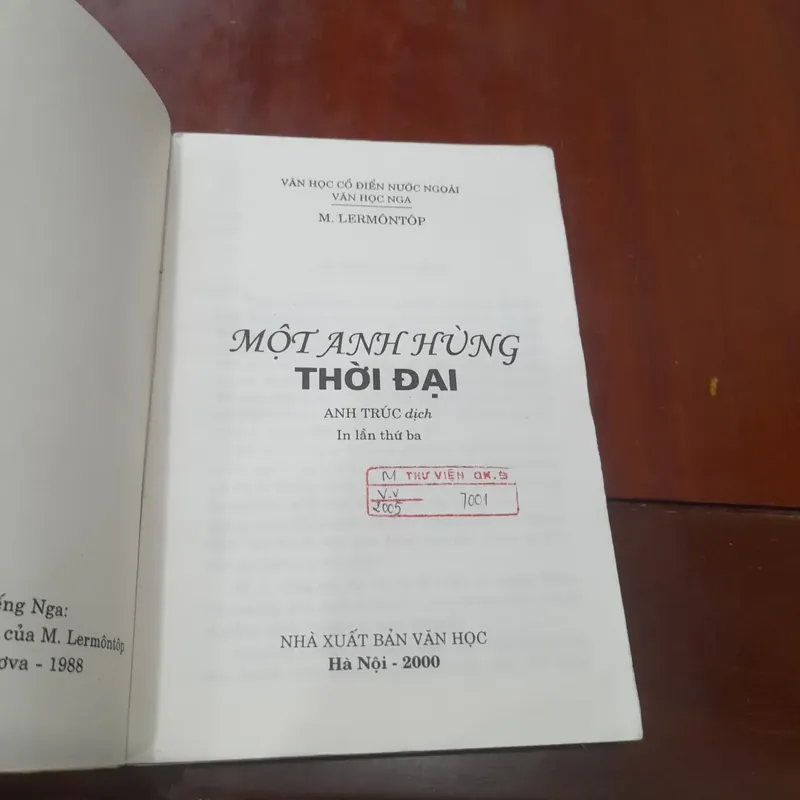 ếng Nga:
của M. Lermôntôp
ơva - 1988
VĂN HỌC CỔ ĐIỂN NƯỚC NGOÀI
VĂN HỌC NGA
M. LERMÔNTÔP
MỘT ANH HÙNG
THỜI ĐẠI
ANH TRÚC dịch
In lần thứ ba
M THƯ VIỆN QK.9
V.V
2005
7001
NHÀ XUẤT BẢN VĂN HỌC
Hà Nội - 2000